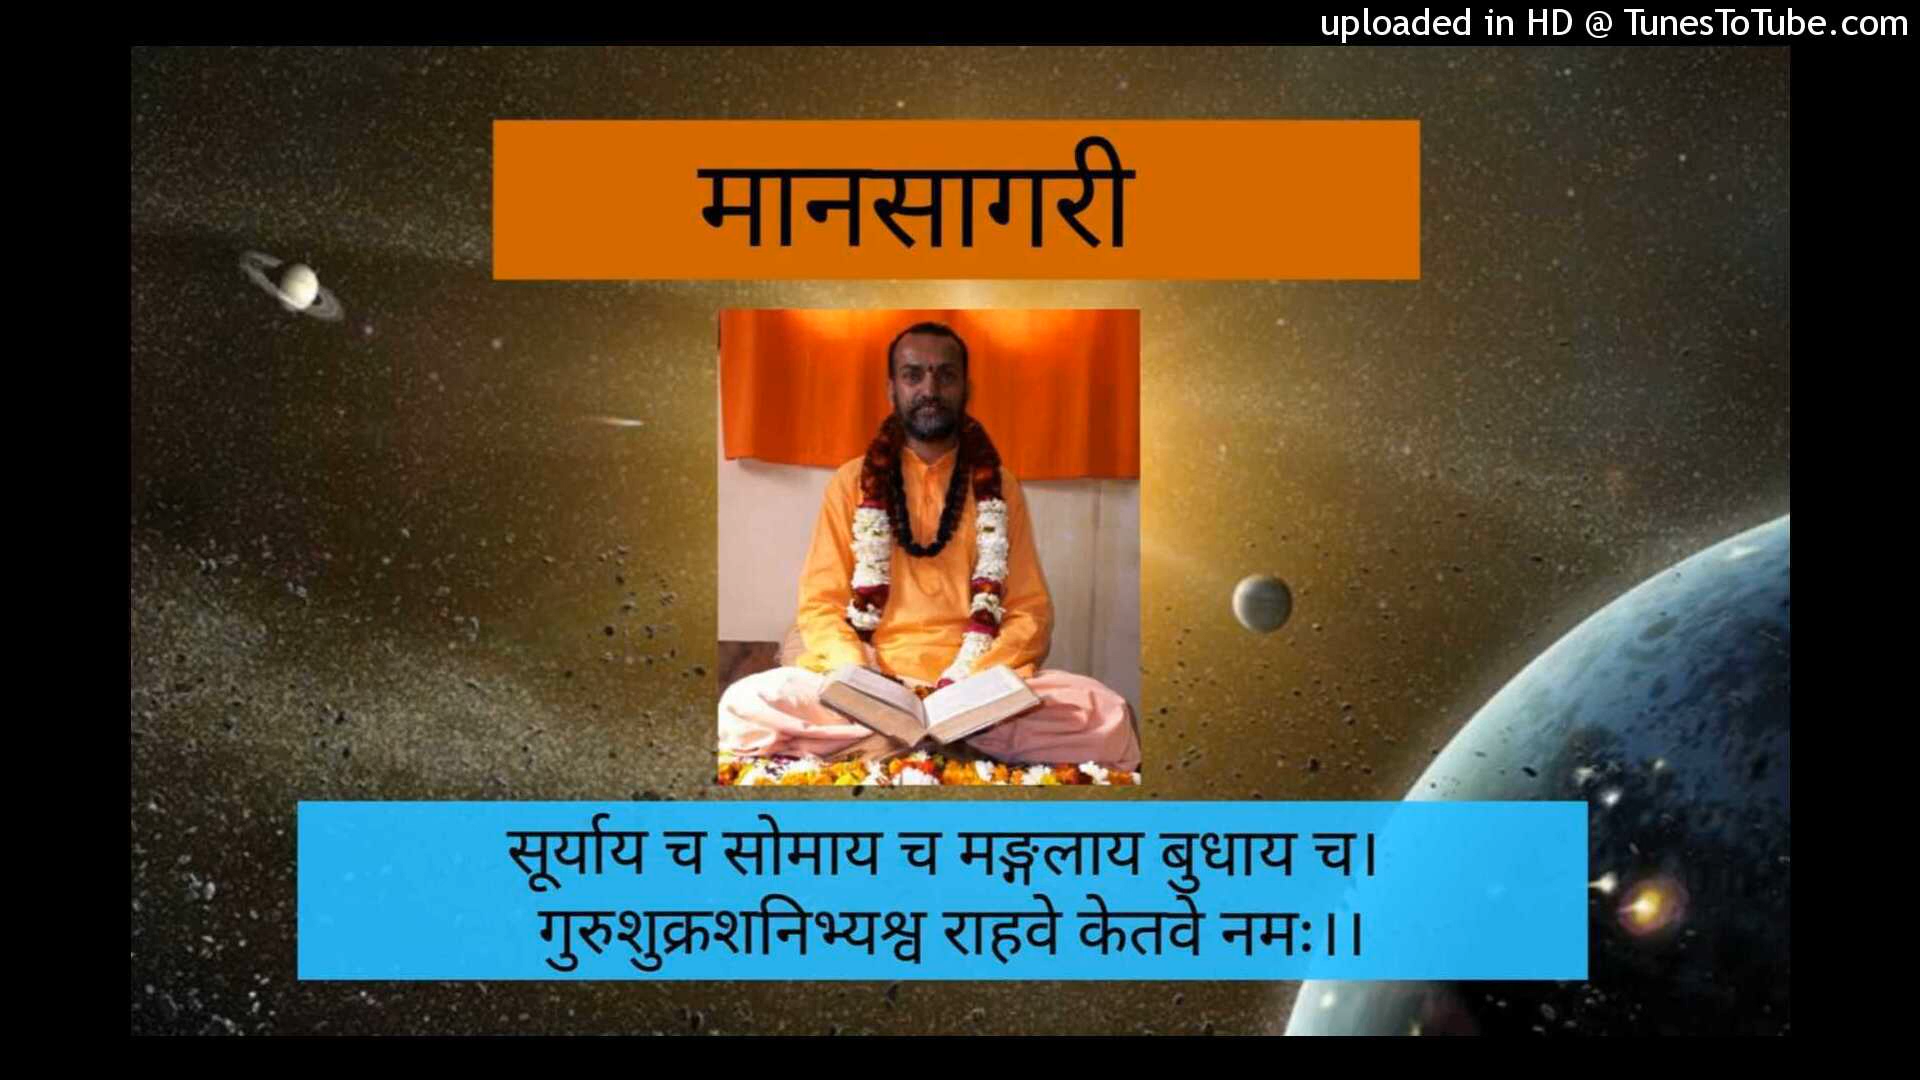 uploaded in HD @ TunesToTube.com
मानसागरी
सूर्याय च सोमाय च मङ्गलाय बुधाय च।
गुरुशुक्रशनिभ्यश्व राहवे केतवे नमः।।